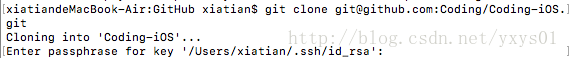 [xiatiandeMacBook-Air:GitHub xiatian$ git clone git@github.com:Coding/Coding-iOS.]
git
Cloning into 'Coding-iOS'...
[Enter passphrase for key '/Users/xiatian/.ssh/id_rsa':
http://blog.csdn.net/yxys01